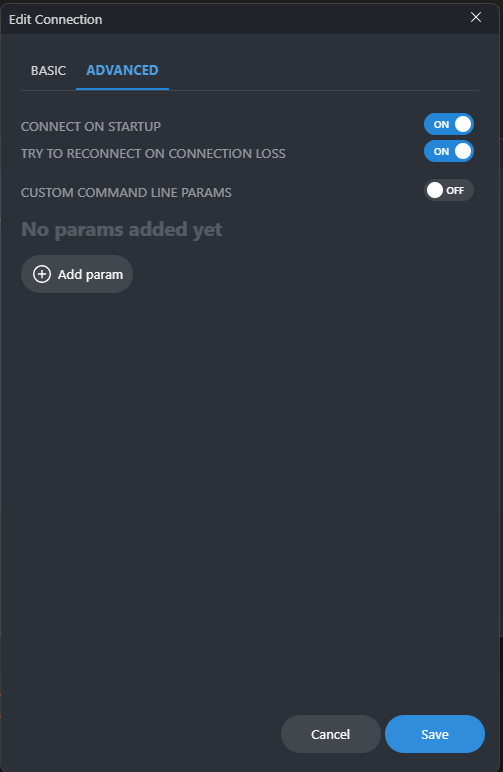 Edit Connection
BASIC ADVANCED
CONNECT ON STARTUP ON
TRY TO RECONNECT ON CONNECTION LOSS ON
CUSTOM COMMAND LINE PARAMS OFF
No params added yet
Add param
Cancel Save